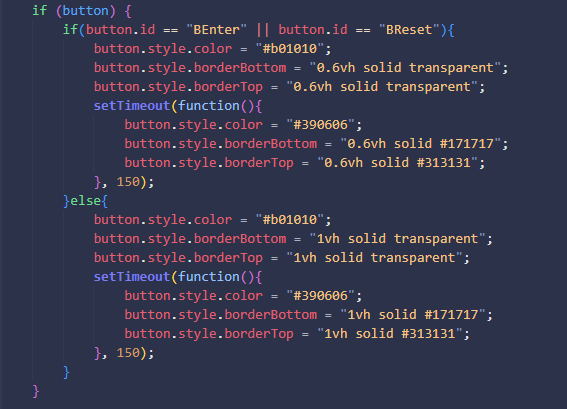 if (button) {
if(button.id == "BEnter" || button.id == "BReset"){
button.style.color = "#b01010";
button.style.borderBottom = "0.6vh solid transparent";
button.style.borderTop = "0.6vh solid transparent";
setTimeout(function(){
button.style.color = "#390606";
button.style.borderBottom = "0.6vh solid #171717";
button.style.borderTop = "0.6vh solid #313131";
}, 150);
}else{
button.style.color = "#b01010";
button.style.borderBottom = "1vh solid transparent";
button.style.borderTop = "1vh solid transparent";
setTimeout(function(){
button.style.color = "#390606";
button.style.borderBottom = "1vh solid #171717";
button.style.borderTop = "1vh solid #313131";
}, 150);
}
}